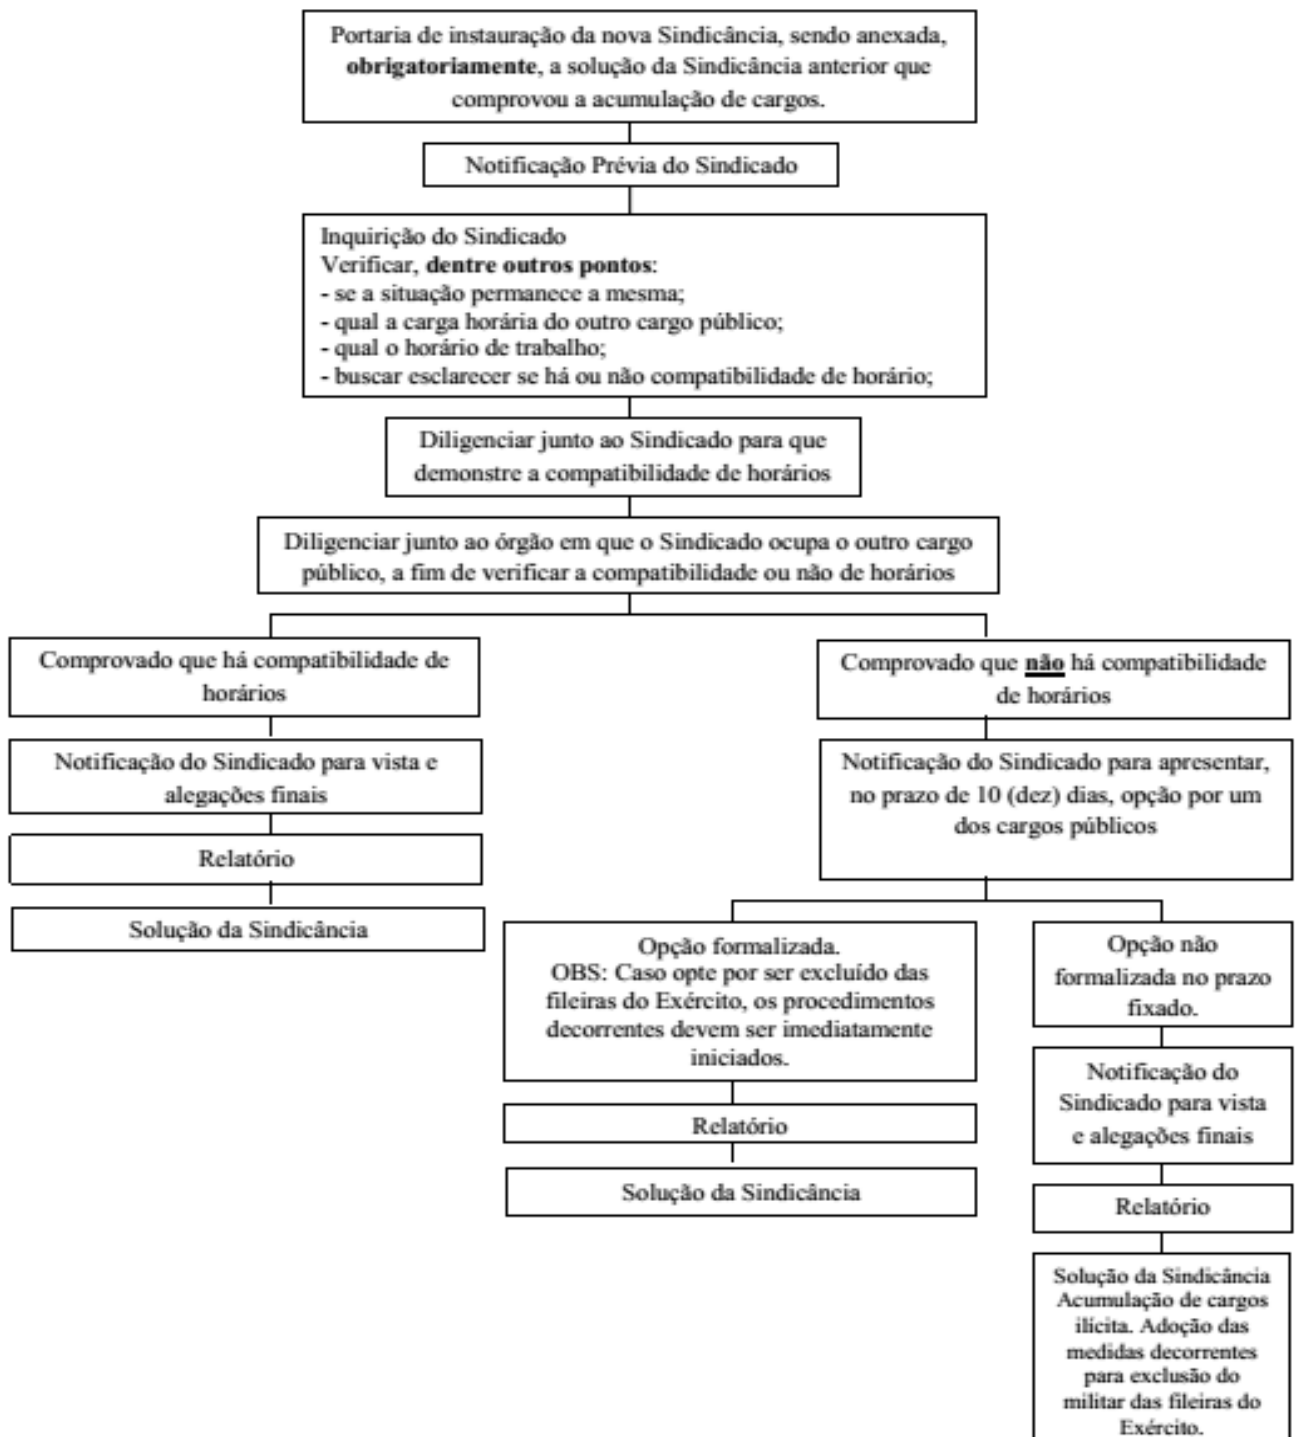 Portaria de instauração da nova Sindicância, sendo anexada,
obrigatoriamente, a solução da Sindicância anterior que
comprovou a acumulação de cargos.
Notificação Prévia do Sindicado
Inquirição do Sindicado
Verificar, dentre outros pontos:
- se a situação permanece a mesma;
- qual a carga horária do outro cargo público;
- qual o horário de trabalho;
- buscar esclarecer se há ou não compatibilidade de horário;
Diligenciar junto ao Sindicado para que
demonstre a compatibilidade de horários
Diligenciar junto ao órgão em que o Sindicado ocupa o outro cargo
público, a fim de verificar a compatibilidade ou não de horários
Comprovado que há compatibilidade de
horários
Notificação do Sindicado para vista e
alegações finais
Relatório
Solução da Sindicância
Comprovado que não há compatibilidade
de horários
Notificação do Sindicado para apresentar,
no prazo de 10 (dez) dias, opção por um
dos cargos públicos
Opção formalizada.
OBS: Caso opte por ser excluído das
fileiras do Exército, os procedimentos
decorrentes devem ser imediatamente
iniciados.
Relatório
Solução da Sindicância
Opção não
formalizada no prazo
fixado.
Notificação do
Sindicado para vista
e alegações finais
Relatório
Solução da Sindicância
Acumulação de cargos
ilícita. Adoção das
medidas decorrentes
para exclusão do
militar das fileiras do
Exército.